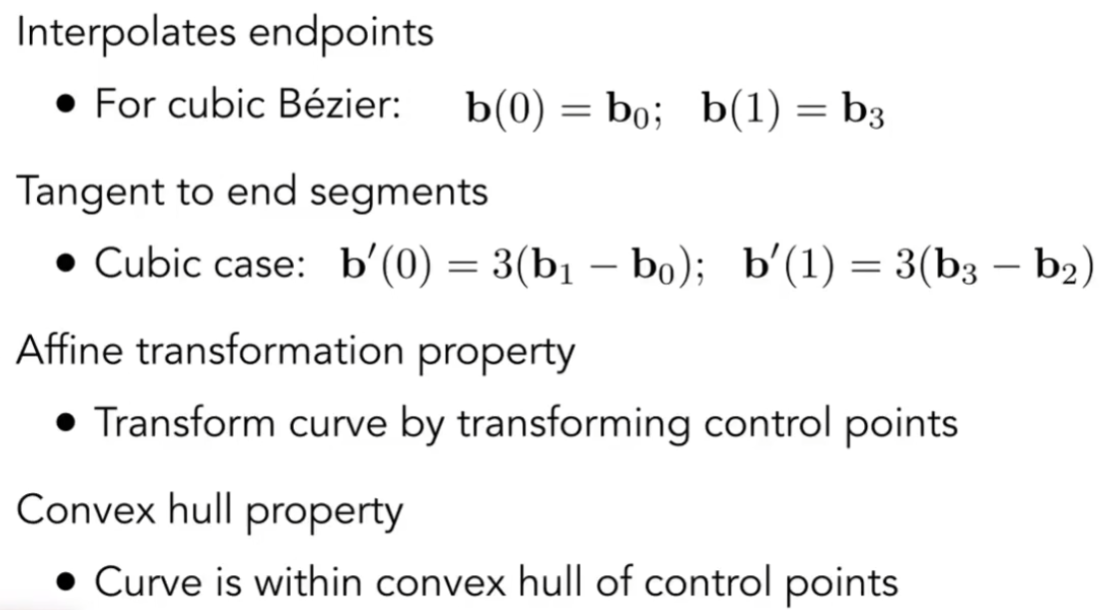 Interpolates endpoints
• For cubic Bézier: b(0) = b₀; b(1) = b₃
Tangent to end segments
• Cubic case: b′(0) = 3(b₁ − b₀); b′(1) = 3(b₃ − b₂)
Affine transformation property
• Transform curve by transforming control points
Convex hull property
• Curve is within convex hull of control points